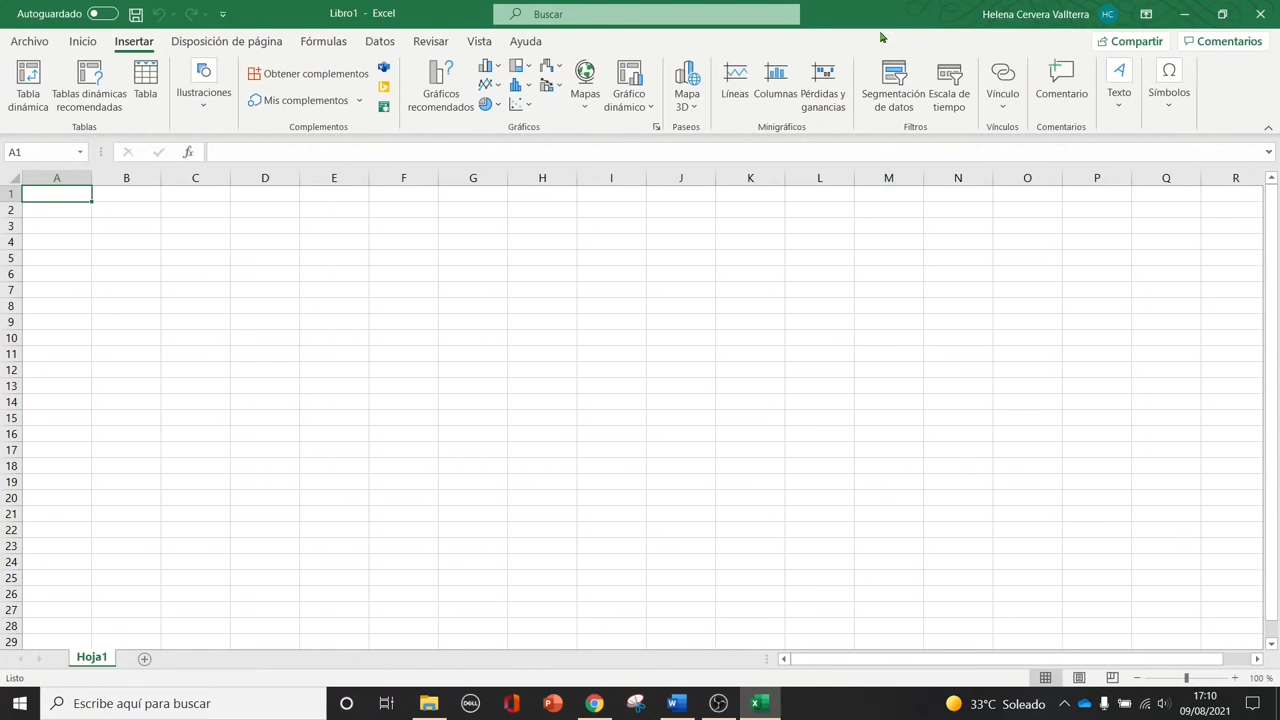 Autoguardado
Libro1 - Excel
Buscar
Helena Cervera Vallterra
HC
Archivo Inicio Insertar Disposición de página Fórmulas Datos Revisar Vista Ayuda
Compartir Comentarios
Tabla dinámica
Tablas dinámicas recomendadas
Tabla
Ilustraciones
Obtener complementos
Mis complementos
Gráficos recomendados
Mapas
Gráfico dinámico
Mapa 3D
Líneas
Columnas
Pérdidas y ganancias
Segmentación de datos
Escala de tiempo
Vínculo
Comentario
Texto
Símbolos
Tablas Complementos Gráficos Paseos Minigráficos Filtros Vínculos Comentarios
A1
fx
A B C D E F G H I J K L M N O P Q R
1
2
3
4
5
6
7
8
9
10
11
12
13
14
15
16
17
18
19
20
21
22
23
24
25
26
27
28
29
Hoja1
Listo
100 %
Escribe aquí para buscar
DELL
33°C Soleado
17:10
09/08/2021